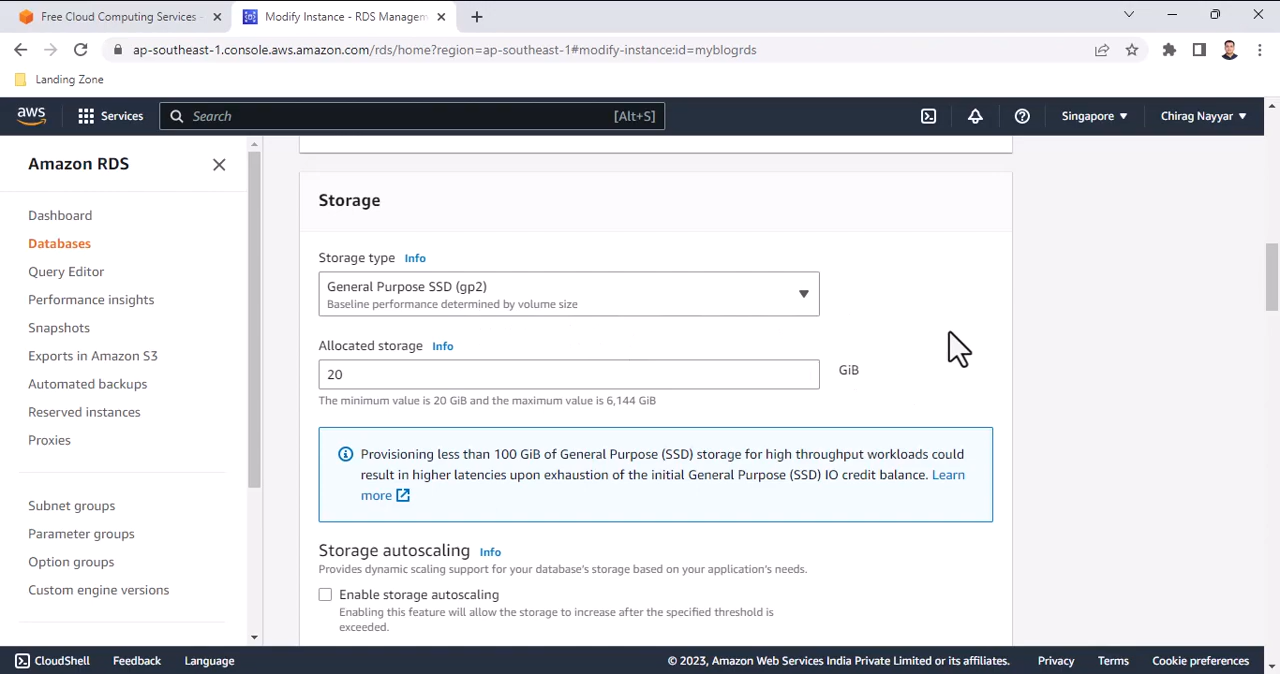 Free Cloud Computing Services -
Modify Instance - RDS Managem
ap-southeast-1.console.aws.amazon.com/rds/home?region=ap-southeast-1#modify-instance:id=myblogrds
Landing Zone
aws
Services
Search
[Alt+S]
Singapore
Chirag Nayyar
Amazon RDS
Dashboard
Databases
Query Editor
Performance insights
Snapshots
Exports in Amazon S3
Automated backups
Reserved instances
Proxies
Subnet groups
Parameter groups
Option groups
Custom engine versions
Storage
Storage type Info
General Purpose SSD (gp2)
Baseline performance determined by volume size
Allocated storage Info
20
GiB
The minimum value is 20 GiB and the maximum value is 6,144 GiB
Provisioning less than 100 GiB of General Purpose (SSD) storage for high throughput workloads could
result in higher latencies upon exhaustion of the initial General Purpose (SSD) IO credit balance. Learn
more
Storage autoscaling Info
Provides dynamic scaling support for your database's storage based on your application's needs.
Enable storage autoscaling
Enabling this feature will allow the storage to increase after the specified threshold is
exceeded.
CloudShell
Feedback
Language
© 2023, Amazon Web Services India Private Limited or its affiliates.
Privacy
Terms
Cookie preferences